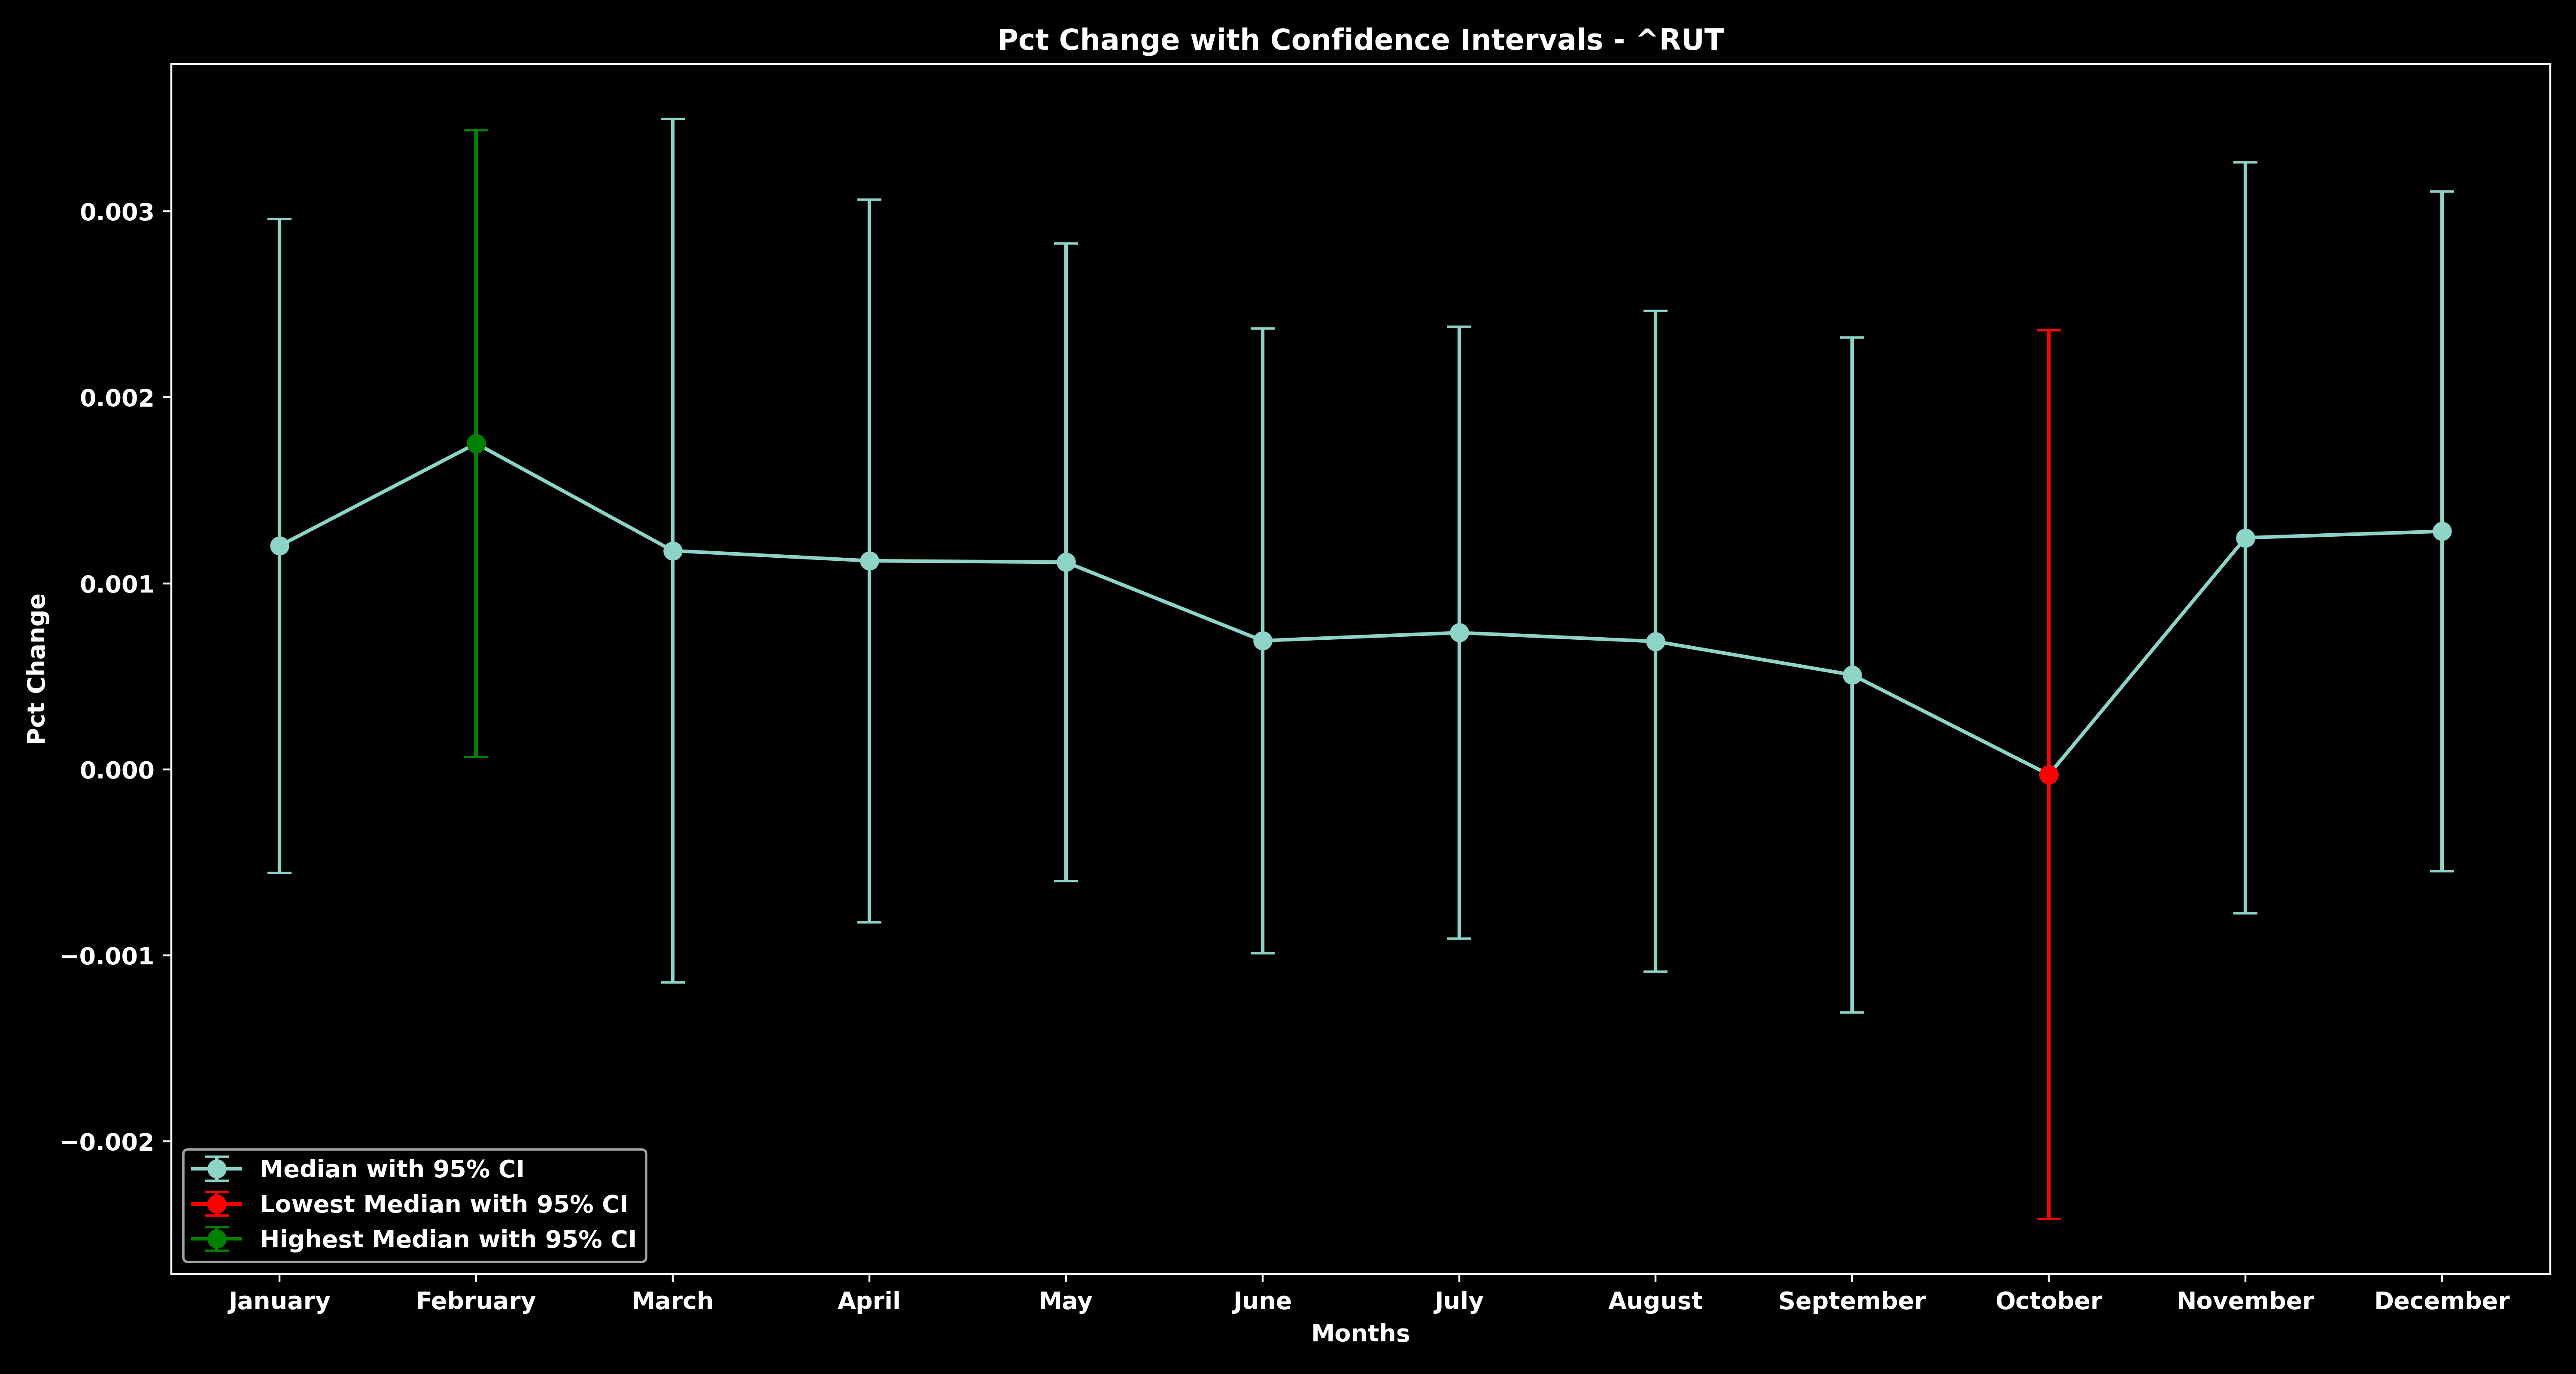 Pct Change with Confidence Intervals - ^RUT
Pct Change
0.003
0.002
0.001
0.000
−0.001
−0.002
Median with 95% CI
Lowest Median with 95% CI
Highest Median with 95% CI
January February March April May June July August September October November December
Months